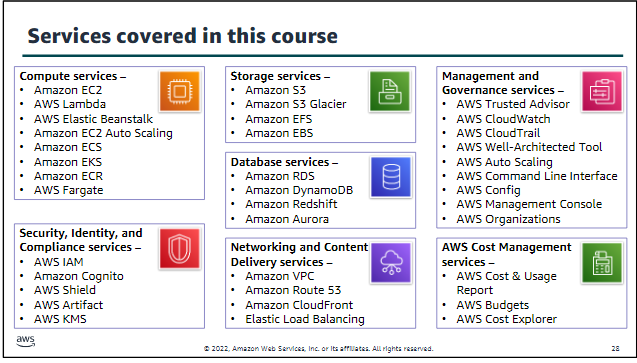 Services covered in this course
Compute services –
• Amazon EC2
• AWS Lambda
• AWS Elastic Beanstalk
• Amazon EC2 Auto Scaling
• Amazon ECS
• Amazon EKS
• Amazon ECR
• AWS Fargate
Security, Identity, and
Compliance services –
• AWS IAM
• Amazon Cognito
• AWS Shield
• AWS Artifact
• AWS KMS
Storage services –
• Amazon S3
• Amazon S3 Glacier
• Amazon EFS
• Amazon EBS
Database services –
• Amazon RDS
• Amazon DynamoDB
• Amazon Redshift
• Amazon Aurora
Networking and Content
Delivery services –
• Amazon VPC
• Amazon Route 53
• Amazon CloudFront
• Elastic Load Balancing
Management and
Governance services –
• AWS Trusted Advisor
• AWS CloudWatch
• AWS CloudTrail
• AWS Well-Architected Tool
• AWS Auto Scaling
• AWS Command Line Interface
• AWS Config
• AWS Management Console
• AWS Organizations
AWS Cost Management
services –
• AWS Cost & Usage
Report
• AWS Budgets
• AWS Cost Explorer
aws
© 2022, Amazon Web Services, Inc. or its affiliates. All rights reserved.
28